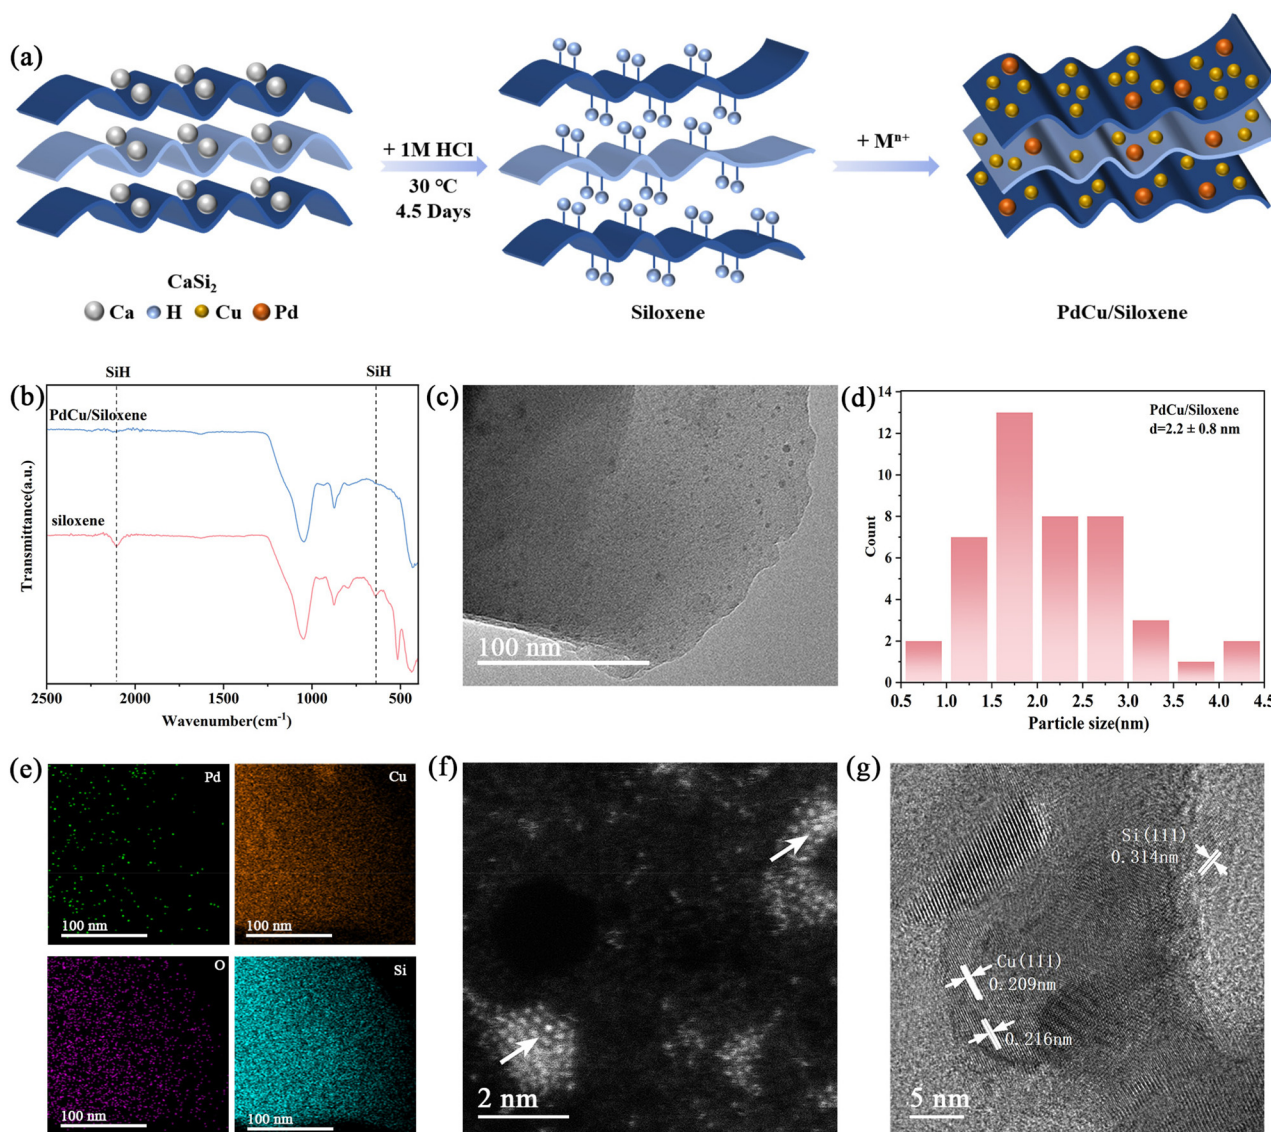 (a)
+ 1M HCl
30 °C
4.5 Days
+ Mⁿ⁺
CaSi₂
Ca H Cu Pd
Siloxene
PdCu/Siloxene
(b)
SiH
SiH
PdCu/Siloxene
siloxene
Transmittance(a.u.)
2500
2000
1500
1000
500
Wavenumber(cm⁻¹)
(c)
100 nm
(d)
PdCu/Siloxene
d=2.2 ± 0.8 nm
Count
14
12
10
8
6
4
2
0
0.5
1.0
1.5
2.0
2.5
3.0
3.5
4.0
4.5
Particle size(nm)
(e)
Pd
100 nm
Cu
100 nm
O
100 nm
Si
100 nm
(f)
2 nm
(g)
Si(111)
0.314nm
Cu(111)
0.209nm
0.216nm
5 nm